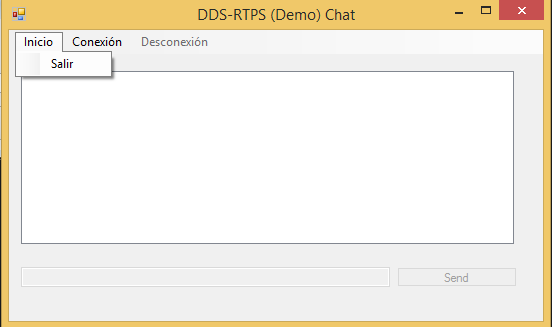 DDS-RTPS (Demo) Chat
Inicio Conexión Desconexión
Salir
Send